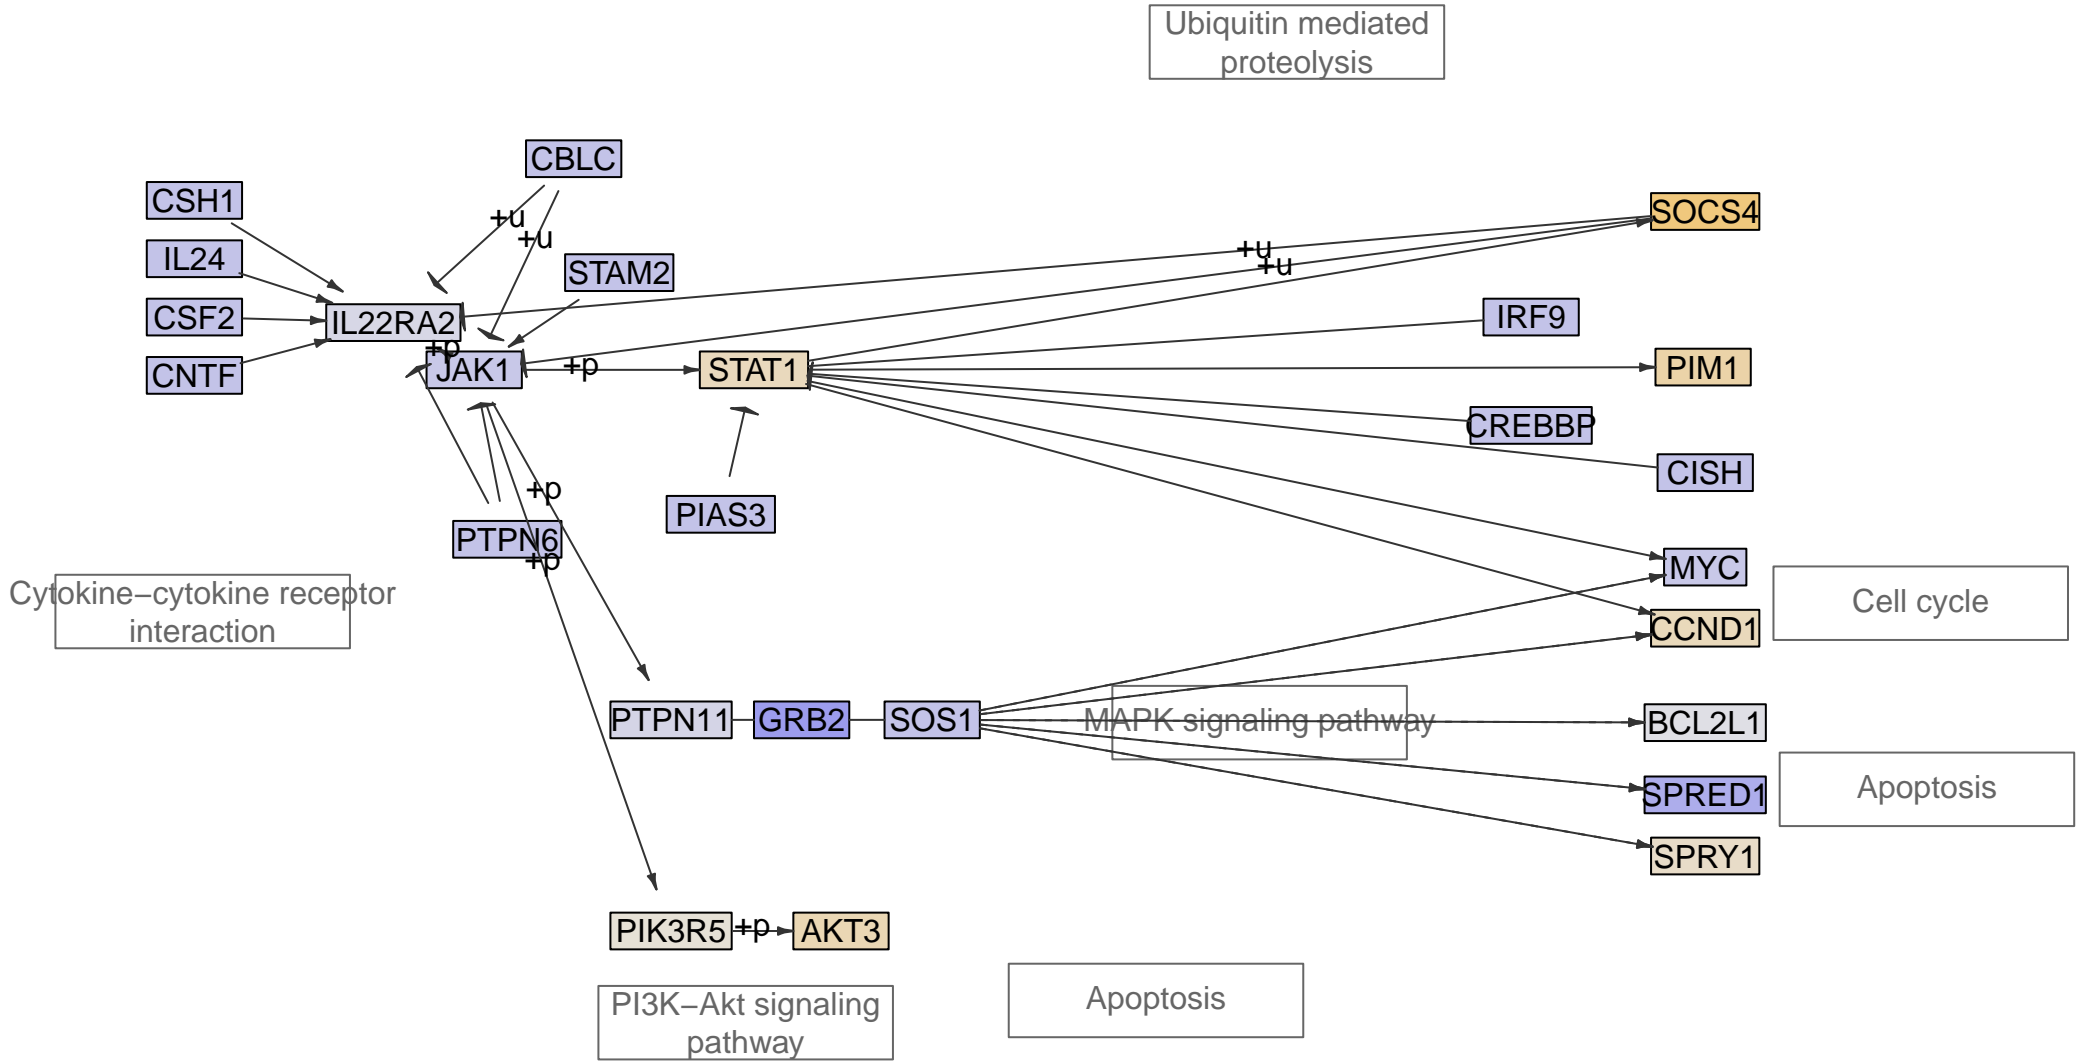 Ubiquitin mediated
proteolysis
CBLC
CSH1
SOCS4
+u
+u
+u
+u
IL24
STAM2
CSF2
IL22RA2
IRF9
+p
CNTF
JAK1
+p
STAT1
PIM1
CREBBP
CISH
+p
PIAS3
PTPN6
+p
MYC
Cytokine–cytokine receptor
interaction
Cell cycle
CCND1
PTPN11
GRB2
SOS1
MAPK signaling pathway
BCL2L1
SPRED1
Apoptosis
SPRY1
PIK3R5
+p
AKT3
PI3K–Akt signaling
pathway
Apoptosis